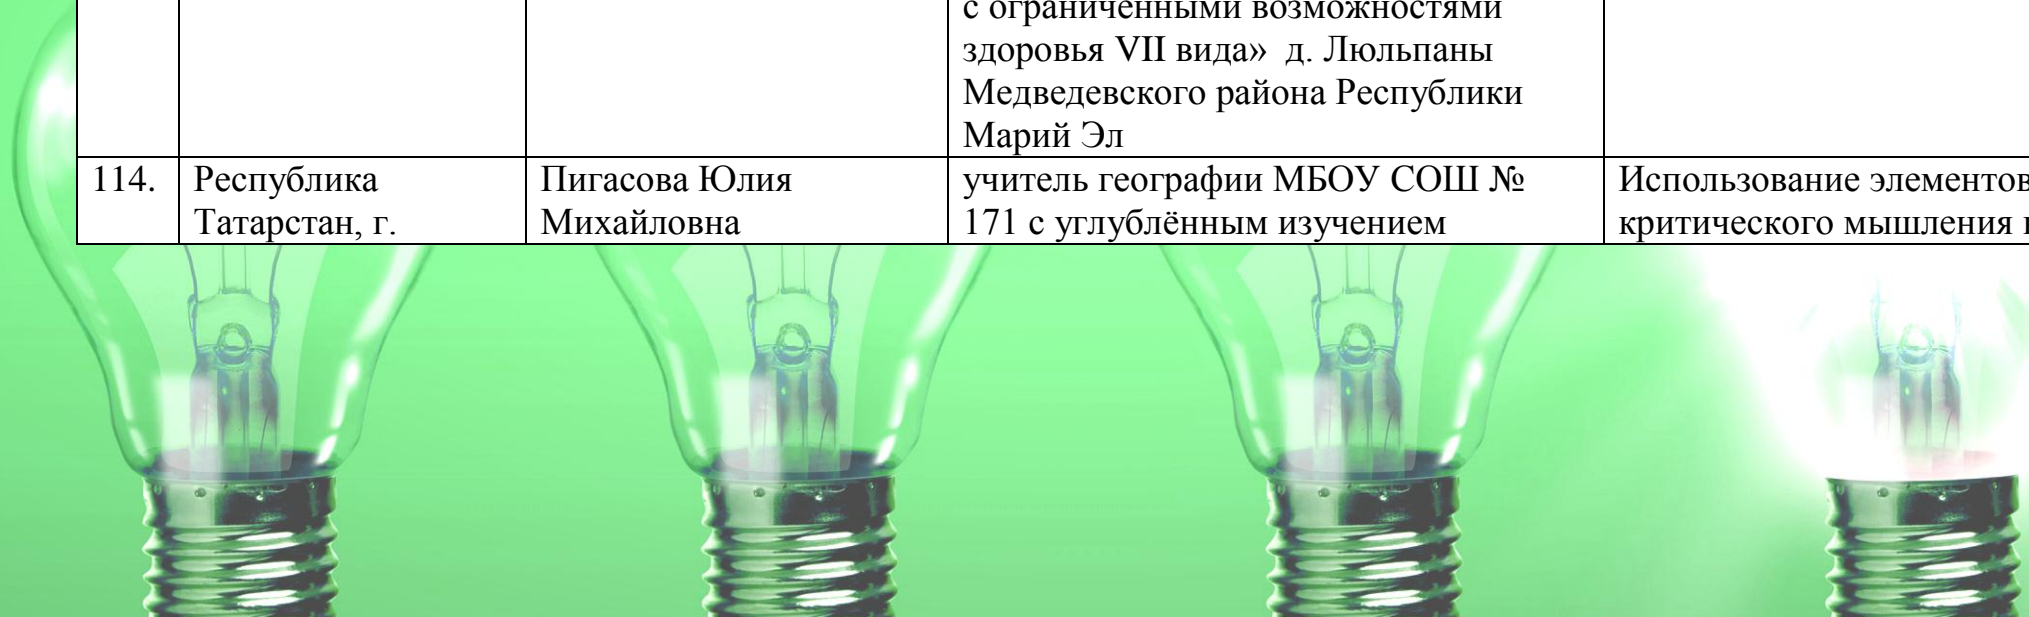 с ограниченными возможностями
здоровья VII вида» д. Люльпаны
Медведевского района Республики
Марий Эл
114.
Республика
Татарстан, г.
Пигасова Юлия
Михайловна
учитель географии МБОУ СОШ №
171 с углублённым изучением
Использование элементов
критического мышления